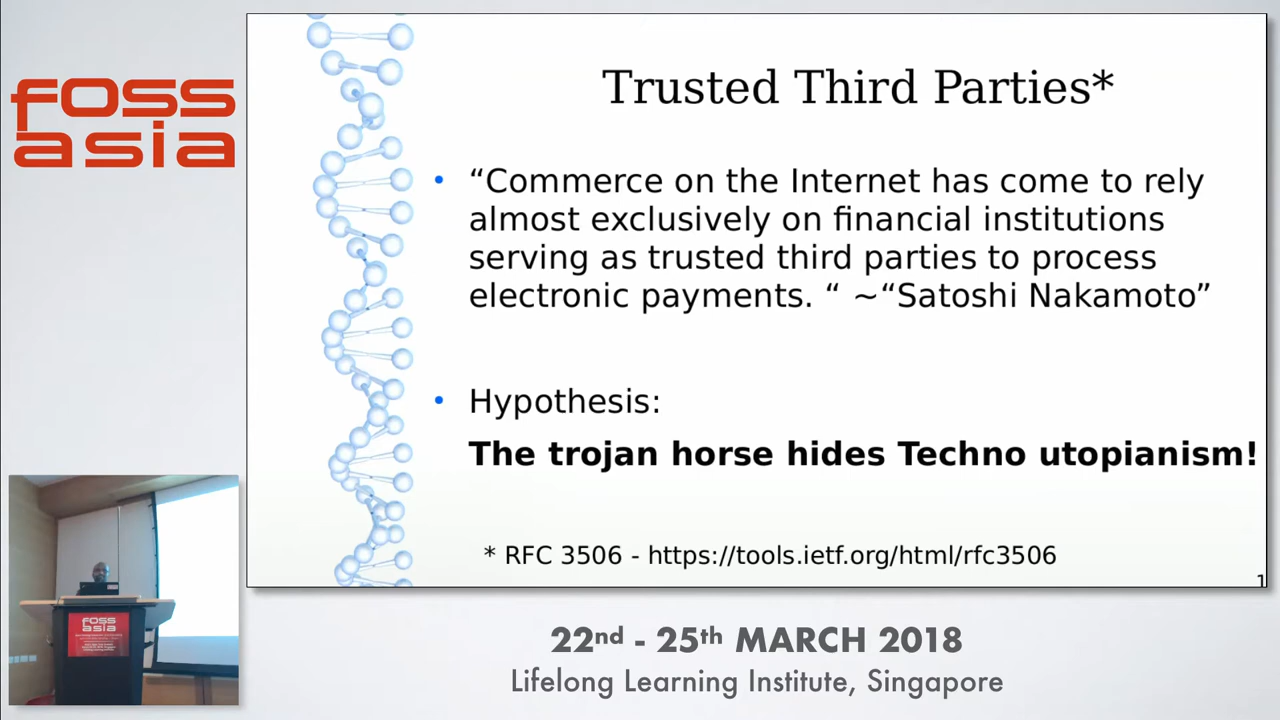 FOSS
asia
Trusted Third Parties*
• “Commerce on the Internet has come to rely
almost exclusively on financial institutions
serving as trusted third parties to process
electronic payments. “ ~“Satoshi Nakamoto”
• Hypothesis:
The trojan horse hides Techno utopianism!
* RFC 3506 - https://tools.ietf.org/html/rfc3506
1
FOSS
asia
22nd - 25th MARCH 2018
Lifelong Learning Institute, Singapore